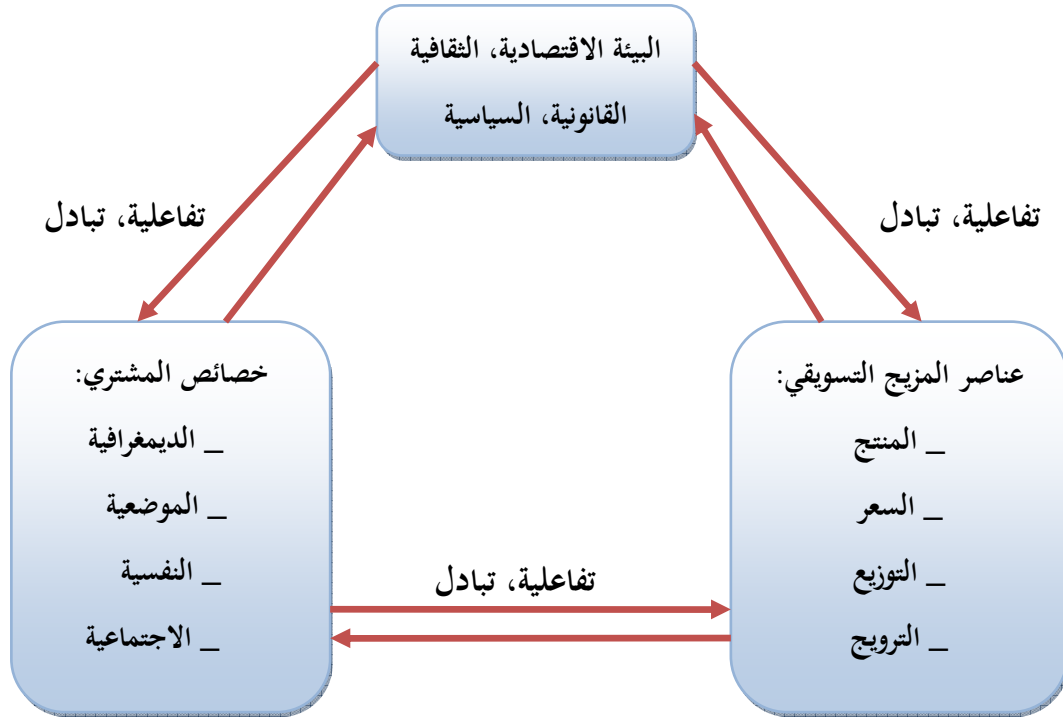 البيئة الاقتصادية، الثقافية
القانونية، السياسية
تفاعلية، تبادل
تفاعلية، تبادل
عناصر المزيج التسويقي:
_ المنتج
_ السعر
_ التوزيع
_ الترويج
خصائص المشتري:
_ الديمغرافية
_ الموضعية
_ النفسية
_ الاجتماعية
تفاعلية، تبادل